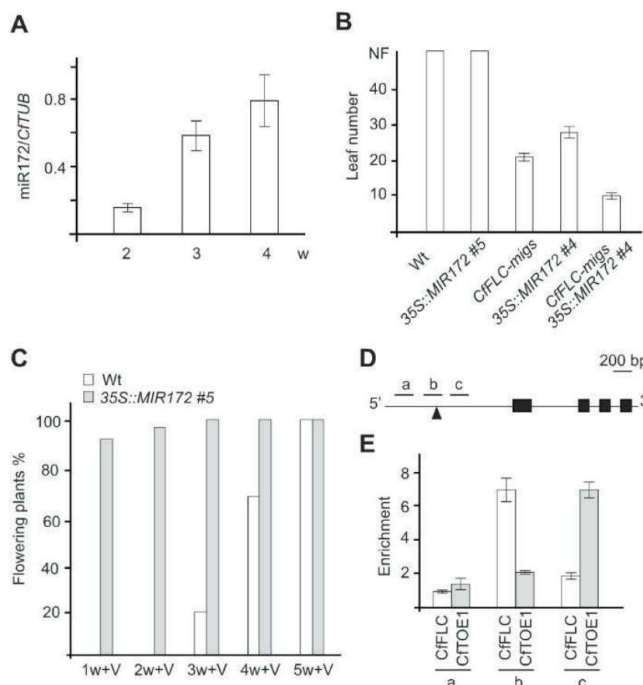 A
miR172/CfTUB
0.8
0.4
2 3 4 w
B
Leaf number
NF
30
20
10
Wt
35S::MIR172 #5
CfFLC-migs
35S::MIR172 #4
CfFLC-migs
35S::MIR172 #4
C
Wt
35S::MIR172 #5
Flowering plants %
100
80
60
40
20
1w+V 2w+V 3w+V 4w+V 5w+V
D
200 bp
a b c
5' 3
E
Enrichment
8
6
4
2
CfFLC
CfTOE1
CfFLC
CfTOE1
CfFLC
CfTOE1
a b c